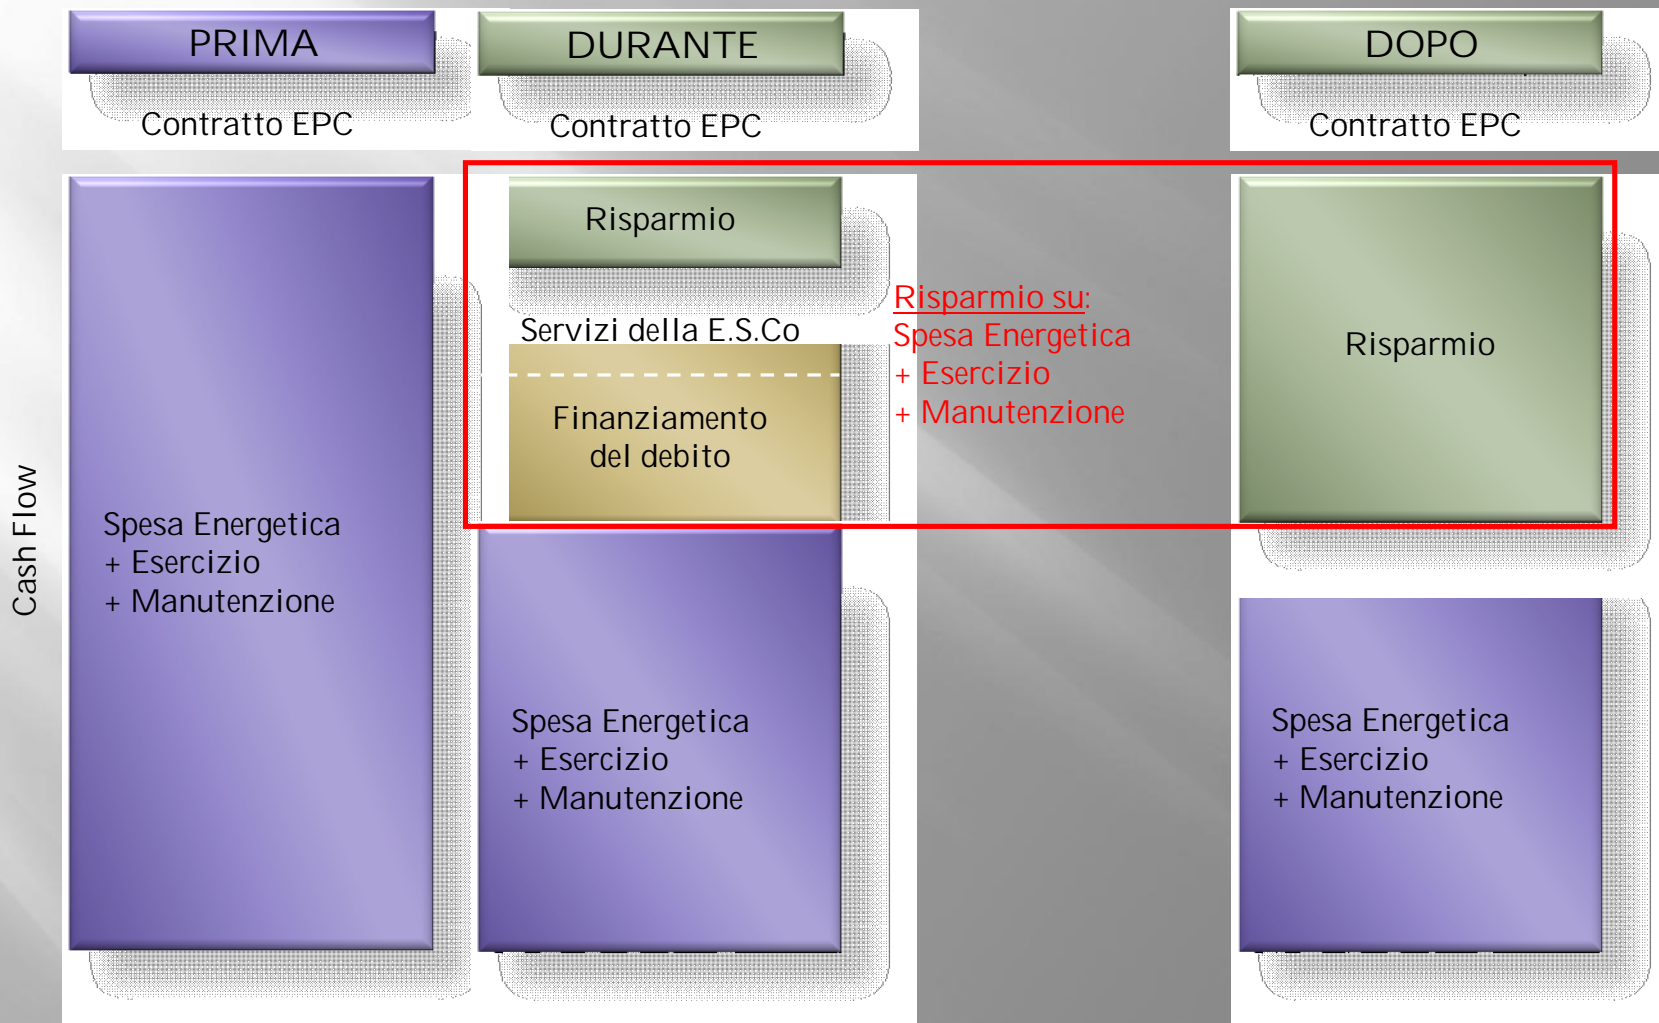 PRIMA
Contratto EPC
DURANTE
Contratto EPC
DOPO
Contratto EPC
Cash Flow
Spesa Energetica
+ Esercizio
+ Manutenzione
Risparmio
Servizi della E.S.Co
Finanziamento
del debito
Spesa Energetica
+ Esercizio
+ Manutenzione
Risparmio su:
Spesa Energetica
+ Esercizio
+ Manutenzione
Risparmio
Spesa Energetica
+ Esercizio
+ Manutenzione